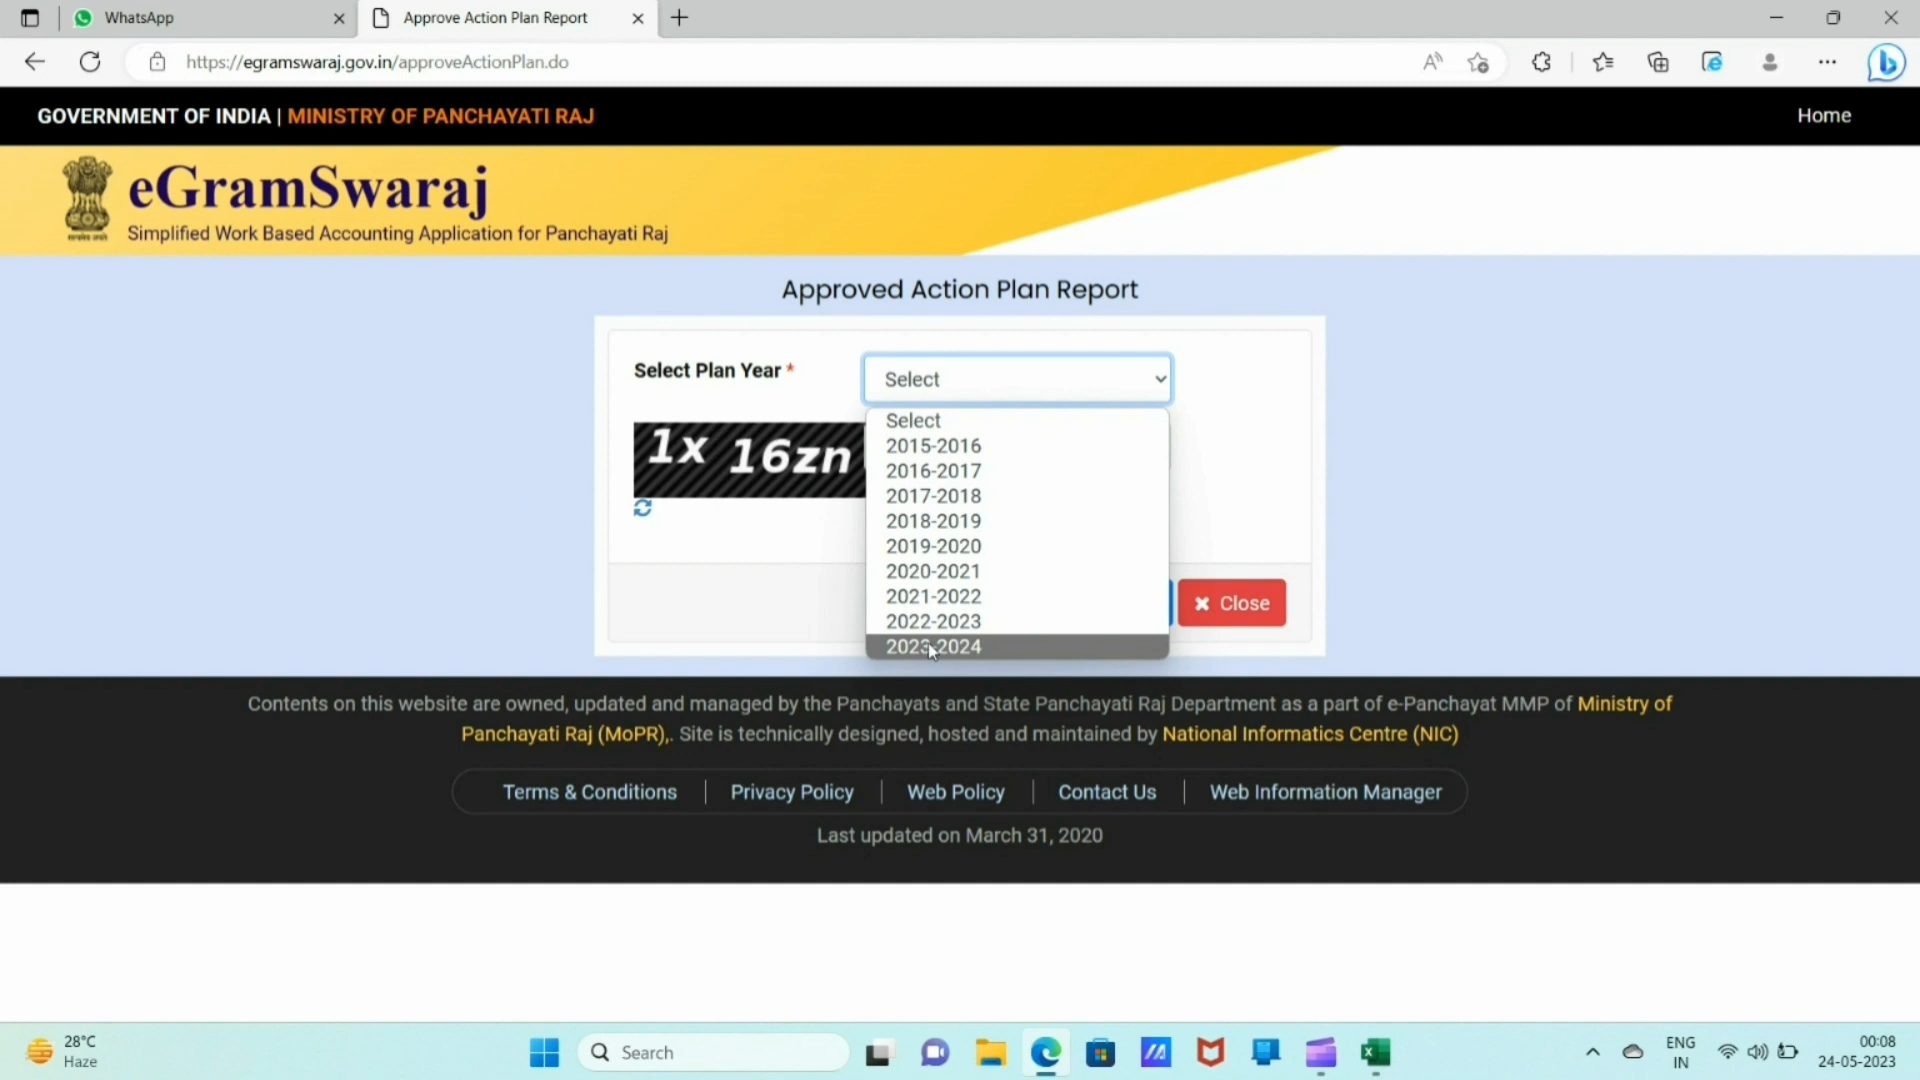 WhatsApp
Approve Action Plan Report
https://egramswaraj.gov.in/approveActionPlan.do
GOVERNMENT OF INDIA | MINISTRY OF PANCHAYATI RAJ
Home
eGramSwaraj
Simplified Work Based Accounting Application for Panchayati Raj
Approved Action Plan Report
Select Plan Year *
Select
1x 16zn
Select
2015-2016
2016-2017
2017-2018
2018-2019
2019-2020
2020-2021
2021-2022
2022-2023
2023-2024
Close
Contents on this website are owned, updated and managed by the Panchayats and State Panchayati Raj Department as a part of e-Panchayat MMP of Ministry of
Panchayati Raj (MoPR),. Site is technically designed, hosted and maintained by National Informatics Centre (NIC)
Terms & Conditions | Privacy Policy | Web Policy | Contact Us | Web Information Manager
Last updated on March 31, 2020
28°C
Haze
Search
ENG
IN
00:08
24-05-2023